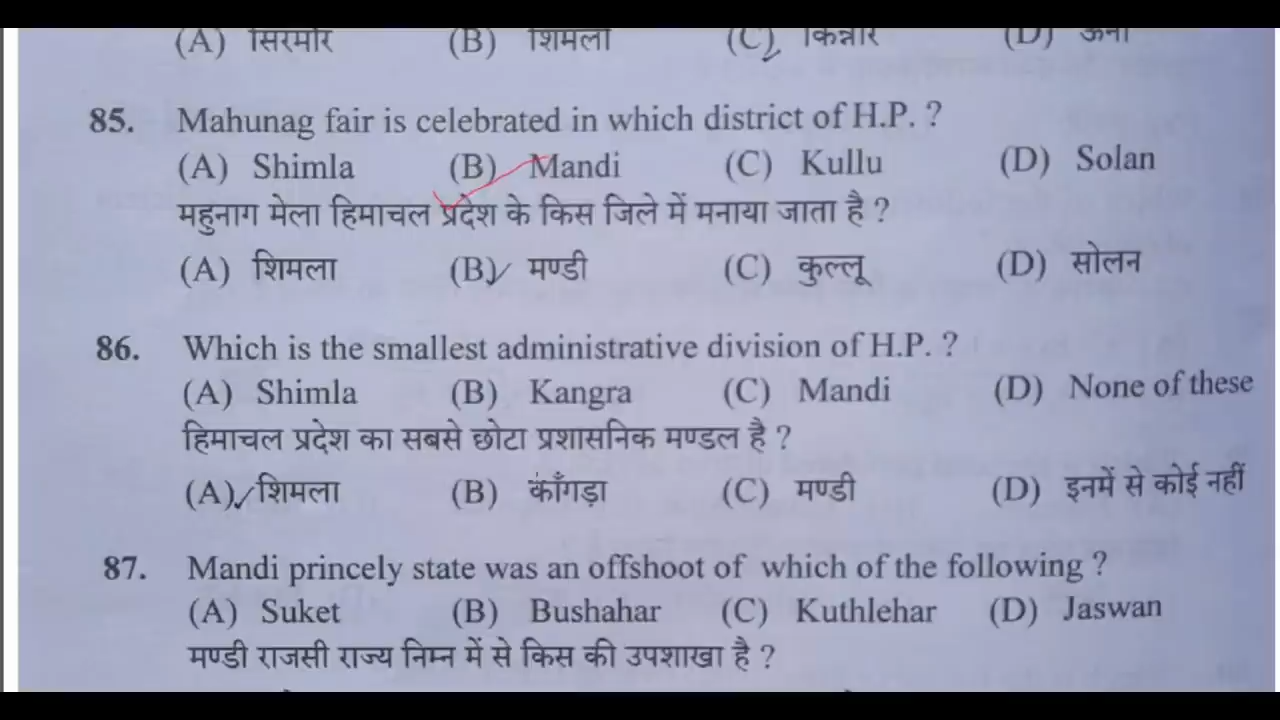 (A) सिरमौर (B) शिमला (C) किन्नौर (D) ऊना
85. Mahunag fair is celebrated in which district of H.P. ?
(A) Shimla (B) Mandi (C) Kullu (D) Solan
महुनाग मेला हिमाचल प्रदेश के किस जिले में मनाया जाता है ?
(A) शिमला (B) मण्डी (C) कुल्लू (D) सोलन
86. Which is the smallest administrative division of H.P. ?
(A) Shimla (B) Kangra (C) Mandi (D) None of these
हिमाचल प्रदेश का सबसे छोटा प्रशासनिक मण्डल है ?
(A) शिमला (B) काँगड़ा (C) मण्डी (D) इनमें से कोई नहीं
87. Mandi princely state was an offshoot of which of the following ?
(A) Suket (B) Bushahar (C) Kuthlehar (D) Jaswan
मण्डी राजसी राज्य निम्न में से किस की उपशाखा है ?